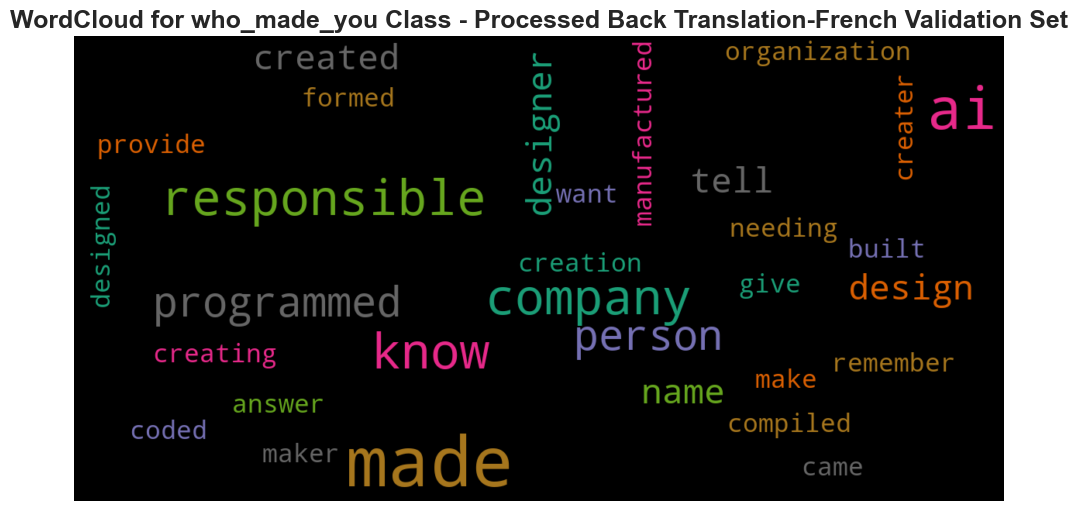 WordCloud for who_made_you Class - Processed Back Translation-French Validation Set
created
organization
formed
designer
manufactured
creater
ai
provide
responsible
want
tell
designed
needing
built
creation
programmed
company
give
design
person
creating
know
name
make
remember
answer
coded
compiled
maker
made
came